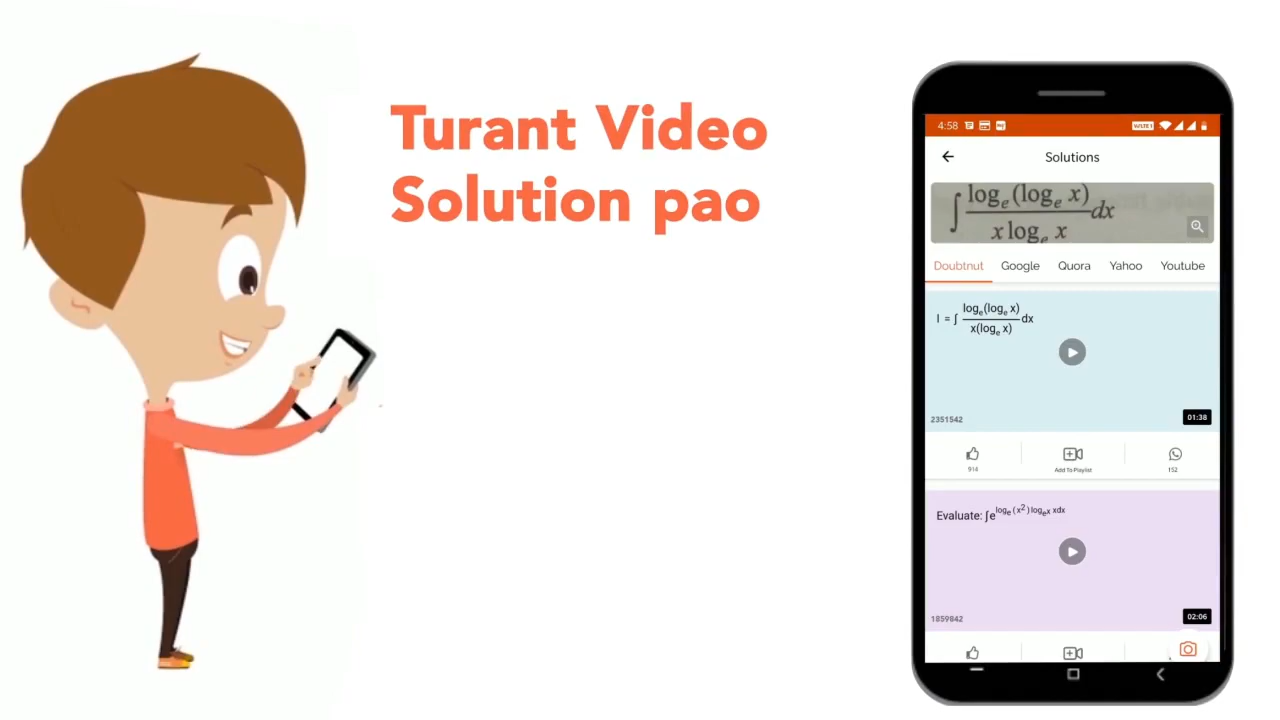 Turant Video
Solution pao
4:58
VoLTE1
Solutions
∫ logₑ(logₑ x) / x logₑ x dx
Doubtnut Google Quora Yahoo Youtube
I = ∫ logₑ(logₑ x) / x(logₑ x) dx
2351542 01:38
914 Add To Playlist 152
Evaluate: ∫e^logₑ(x²)logₑx xdx
1859842 02:06